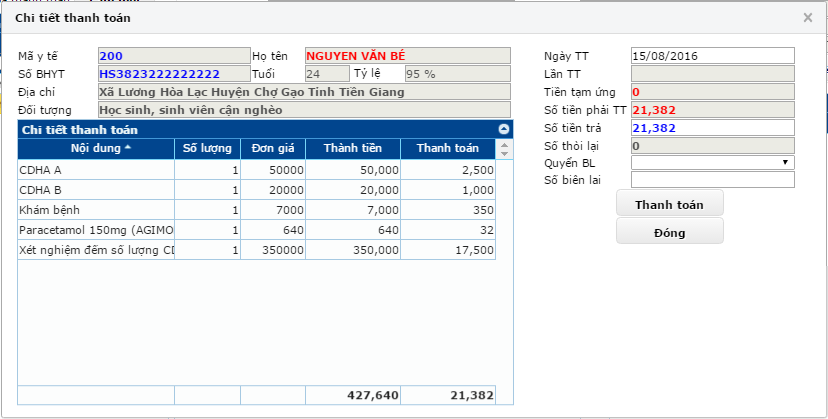 Chi tiết thanh toán
Mã y tế 200 Họ tên NGUYEN VĂN BÉ
Số BHYT HS3823222222222 Tuổi 24 Tỷ lệ 95 %
Địa chỉ Xã Lương Hòa Lạc Huyện Chợ Gạo Tỉnh Tiền Giang
Đối tượng Học sinh, sinh viên cận nghèo
Chi tiết thanh toán
Nội dung Số lượng Đơn giá Thành tiền Thanh toán
CDHA A 1 50000 50,000 2,500
CDHA B 1 20000 20,000 1,000
Khám bệnh 1 7000 7,000 350
Paracetamol 150mg (AGIMO 1 640 640 32
Xét nghiệm đếm số lượng CD 1 350000 350,000 17,500
427,640 21,382
Ngày TT 15/08/2016
Lần TT
Tiền tạm ứng 0
Số tiền phải TT 21,382
Số tiền trả 21,382
Số thòi lại 0
Quyển BL
Số biên lai
Thanh toán
Đóng